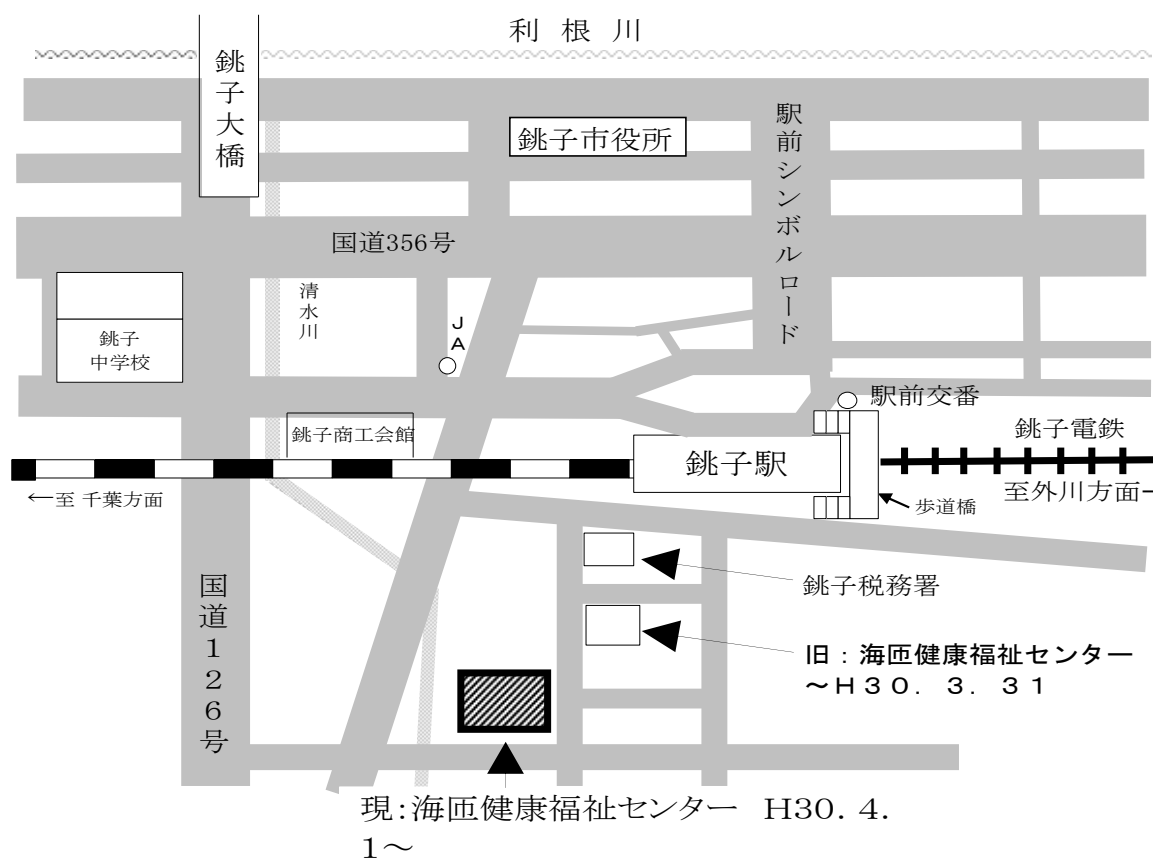 利 根 川
銚子大橋
銚子市役所
駅前シンボルロード
国道356号
清水川
JA
銚子
中学校
駅前交番
銚子商工会館
銚子駅
銚子電鉄
←至 千葉方面
至外川方面→
歩道橋
国道126号
銚子税務署
旧：海匝健康福祉センター
～H30．3．31
現：海匝健康福祉センター H30．4．
1～